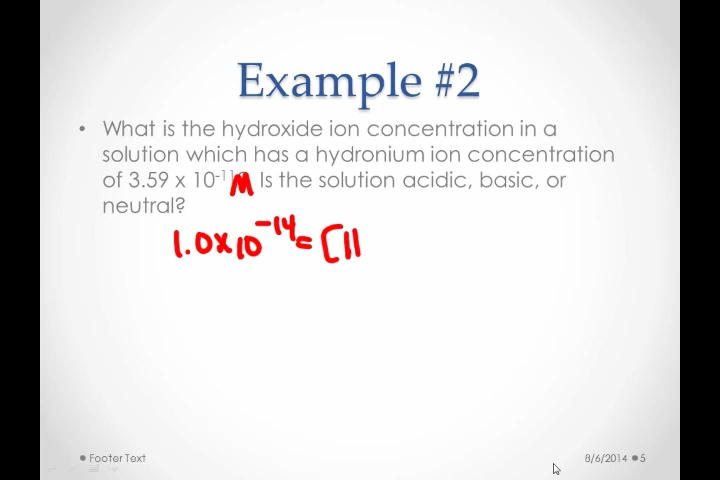 Example #2
• What is the hydroxide ion concentration in a
solution which has a hydronium ion concentration
of 3.59 x 10⁻¹¹ M Is the solution acidic, basic, or
neutral?
1.0x10⁻¹⁴ = [11
Footer Text
8/6/2014 5